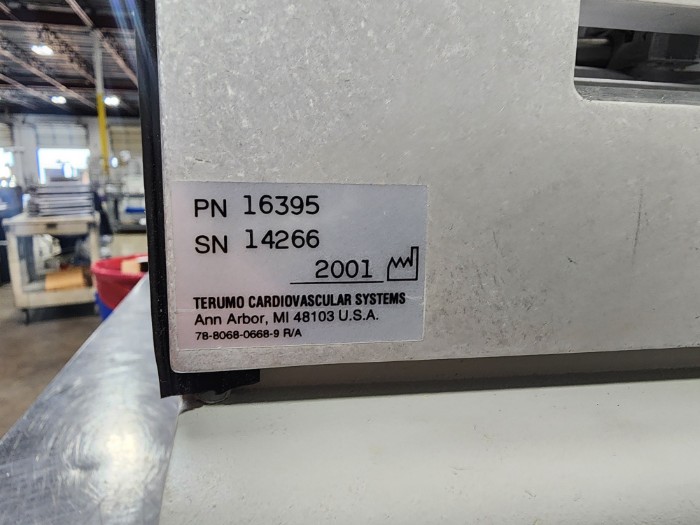 PN 16395
SN 14266
2001
TERUMO CARDIOVASCULAR SYSTEMS
Ann Arbor, MI 48103 U.S.A.
78-8068-0668-9 R/A